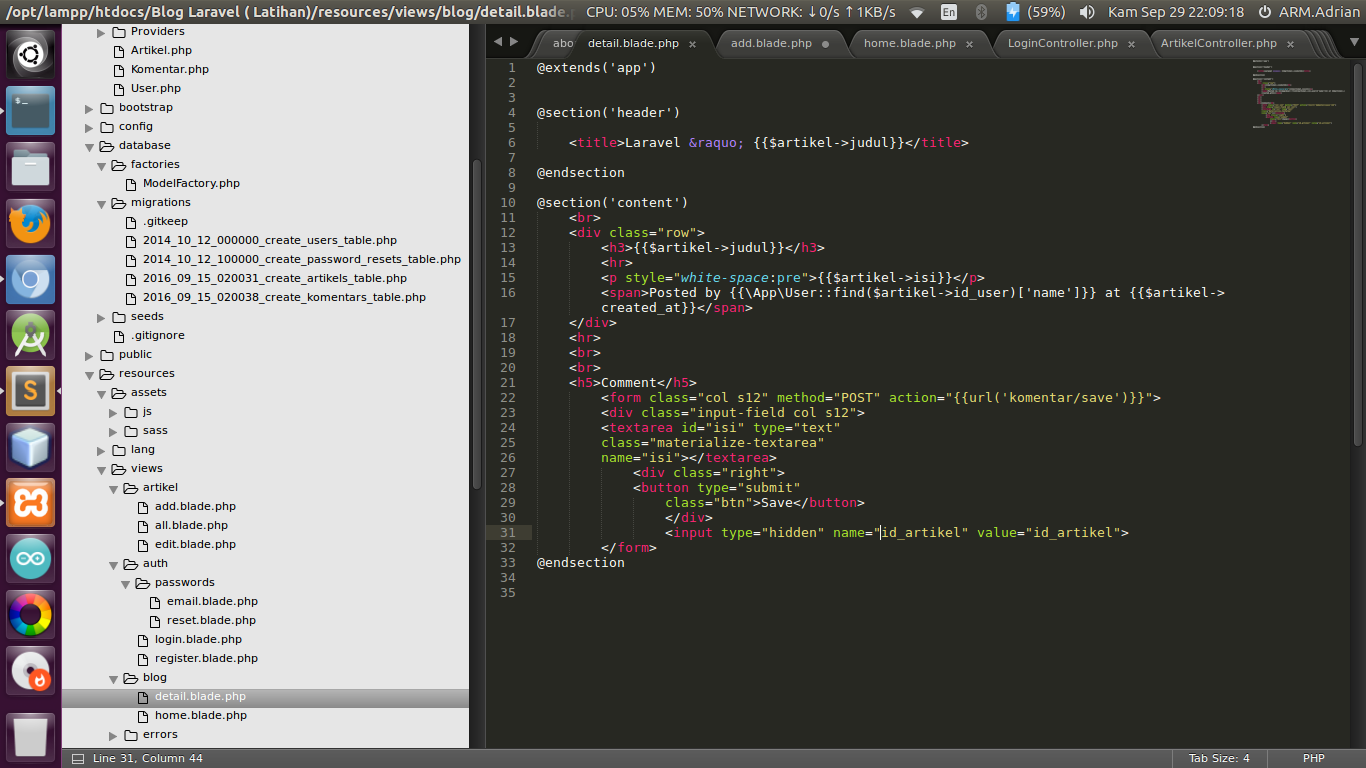 /opt/lampp/htdocs/Blog Laravel ( Latihan)/resources/views/blog/detail.blade.p
CPU: 05% MEM: 50% NETWORK: ↓0/s ↑1KB/s
En
(59%)
Kam Sep 29 22:09:18
ARM.Adrian
Providers
Artikel.php
Komentar.php
User.php
bootstrap
config
database
factories
ModelFactory.php
migrations
.gitkeep
2014_10_12_000000_create_users_table.php
2014_10_12_100000_create_password_resets_table.php
2016_09_15_020031_create_artikels_table.php
2016_09_15_020038_create_komentars_table.php
seeds
.gitignore
public
resources
assets
js
sass
lang
views
artikel
add.blade.php
all.blade.php
edit.blade.php
auth
passwords
email.blade.php
reset.blade.php
login.blade.php
register.blade.php
blog
detail.blade.php
home.blade.php
errors
abo
detail.blade.php ×
add.blade.php ●
home.blade.php ×
LoginController.php ×
ArtikelController.php ×
1 @extends('app')
2
3
4 @section('header')
5
6 <title>Laravel &raquo; {{$artikel->judul}}</title>
7
8 @endsection
9
10 @section('content')
11 <br>
12 <div class="row">
13 <h3>{{$artikel->judul}}</h3>
14 <hr>
15 <p style="white-space:pre">{{$artikel->isi}}</p>
16 <span>Posted by {{\App\User::find($artikel->id_user)['name']}} at {{$artikel->
created_at}}</span>
17 </div>
18 <hr>
19 <br>
20 <br>
21 <h5>Comment</h5>
22 <form class="col s12" method="POST" action="{{url('komentar/save')}}">
23 <div class="input-field col s12">
24 <textarea id="isi" type="text"
25 class="materialize-textarea"
26 name="isi"></textarea>
27 <div class="right">
28 <button type="submit"
29 class="btn">Save</button>
30 </div>
31 <input type="hidden" name="id_artikel" value="id_artikel">
32 </form>
33 @endsection
34
35
Line 31, Column 44
Tab Size: 4
PHP